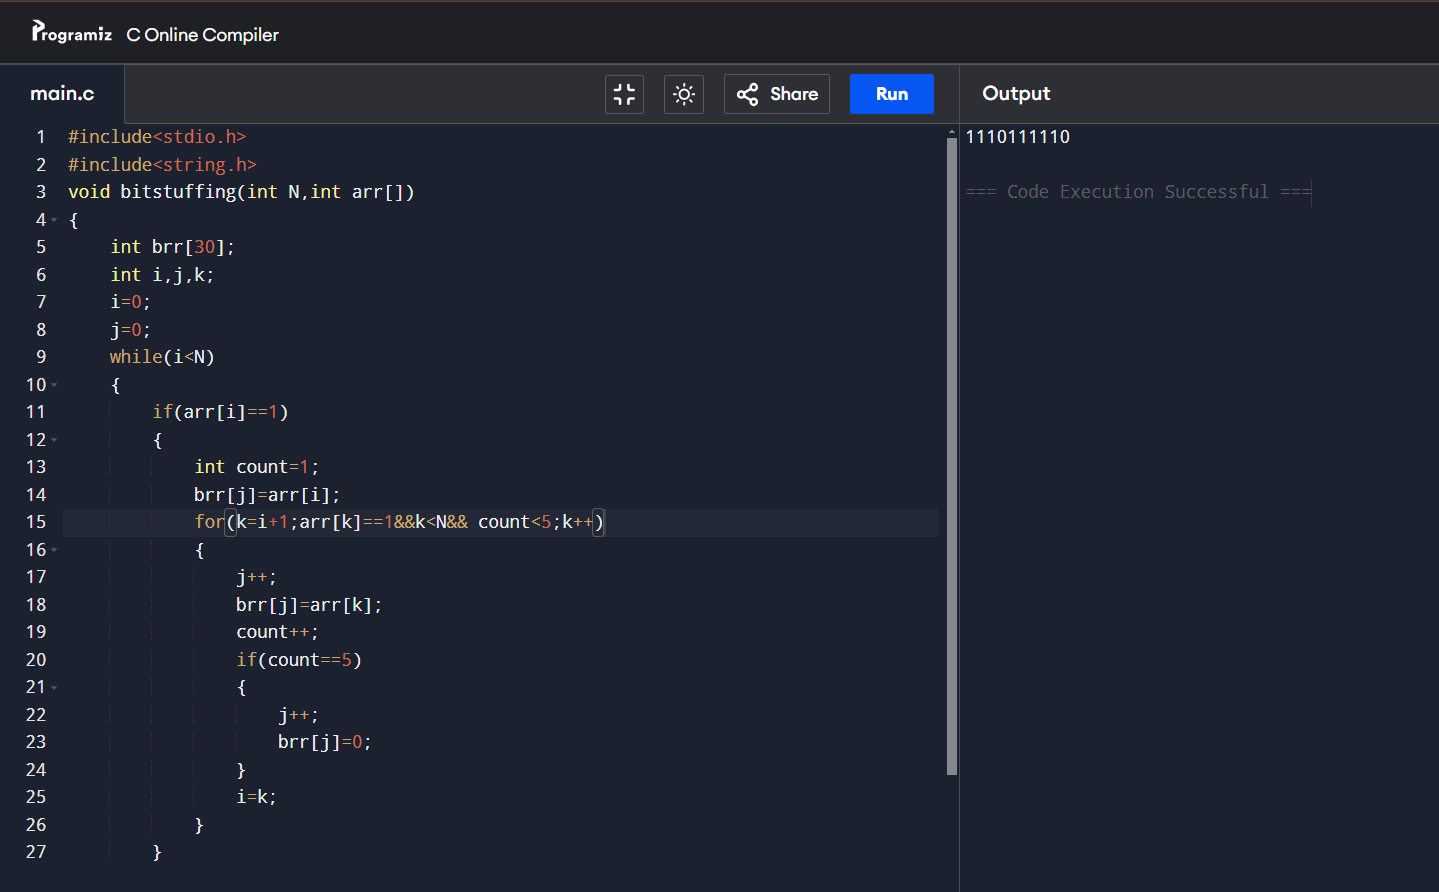 Programiz C Online Compiler
main.c
Share
Run
Output
1 #include<stdio.h>
2 #include<string.h>
3 void bitstuffing(int N,int arr[])
4 {
5     int brr[30];
6     int i,j,k;
7     i=0;
8     j=0;
9     while(i<N)
10     {
11         if(arr[i]==1)
12         {
13             int count=1;
14             brr[j]=arr[i];
15             for(k=i+1;arr[k]==1&&k<N&& count<5;k++)
16             {
17                 j++;
18                 brr[j]=arr[k];
19                 count++;
20                 if(count==5)
21                 {
22                     j++;
23                     brr[j]=0;
24                 }
25                 i=k;
26             }
27         }
1110111110
=== Code Execution Successful ===